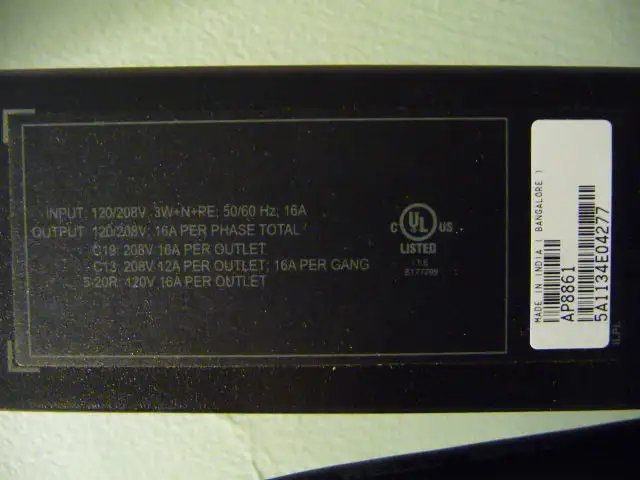 INPUT: 120/208V, 3W+N+PE; 50/60 Hz; 16A
OUTPUT: 120/208V; 16A PER PHASE TOTAL
C19: 208V 16A PER OUTLET
C13: 208V 12A PER OUTLET; 16A PER GANG
5-20R: 120V 16A PER OUTLET
C UL US
LISTED
MADE IN INDIA ( BANGALORE )
AP8861
5A1134E04277